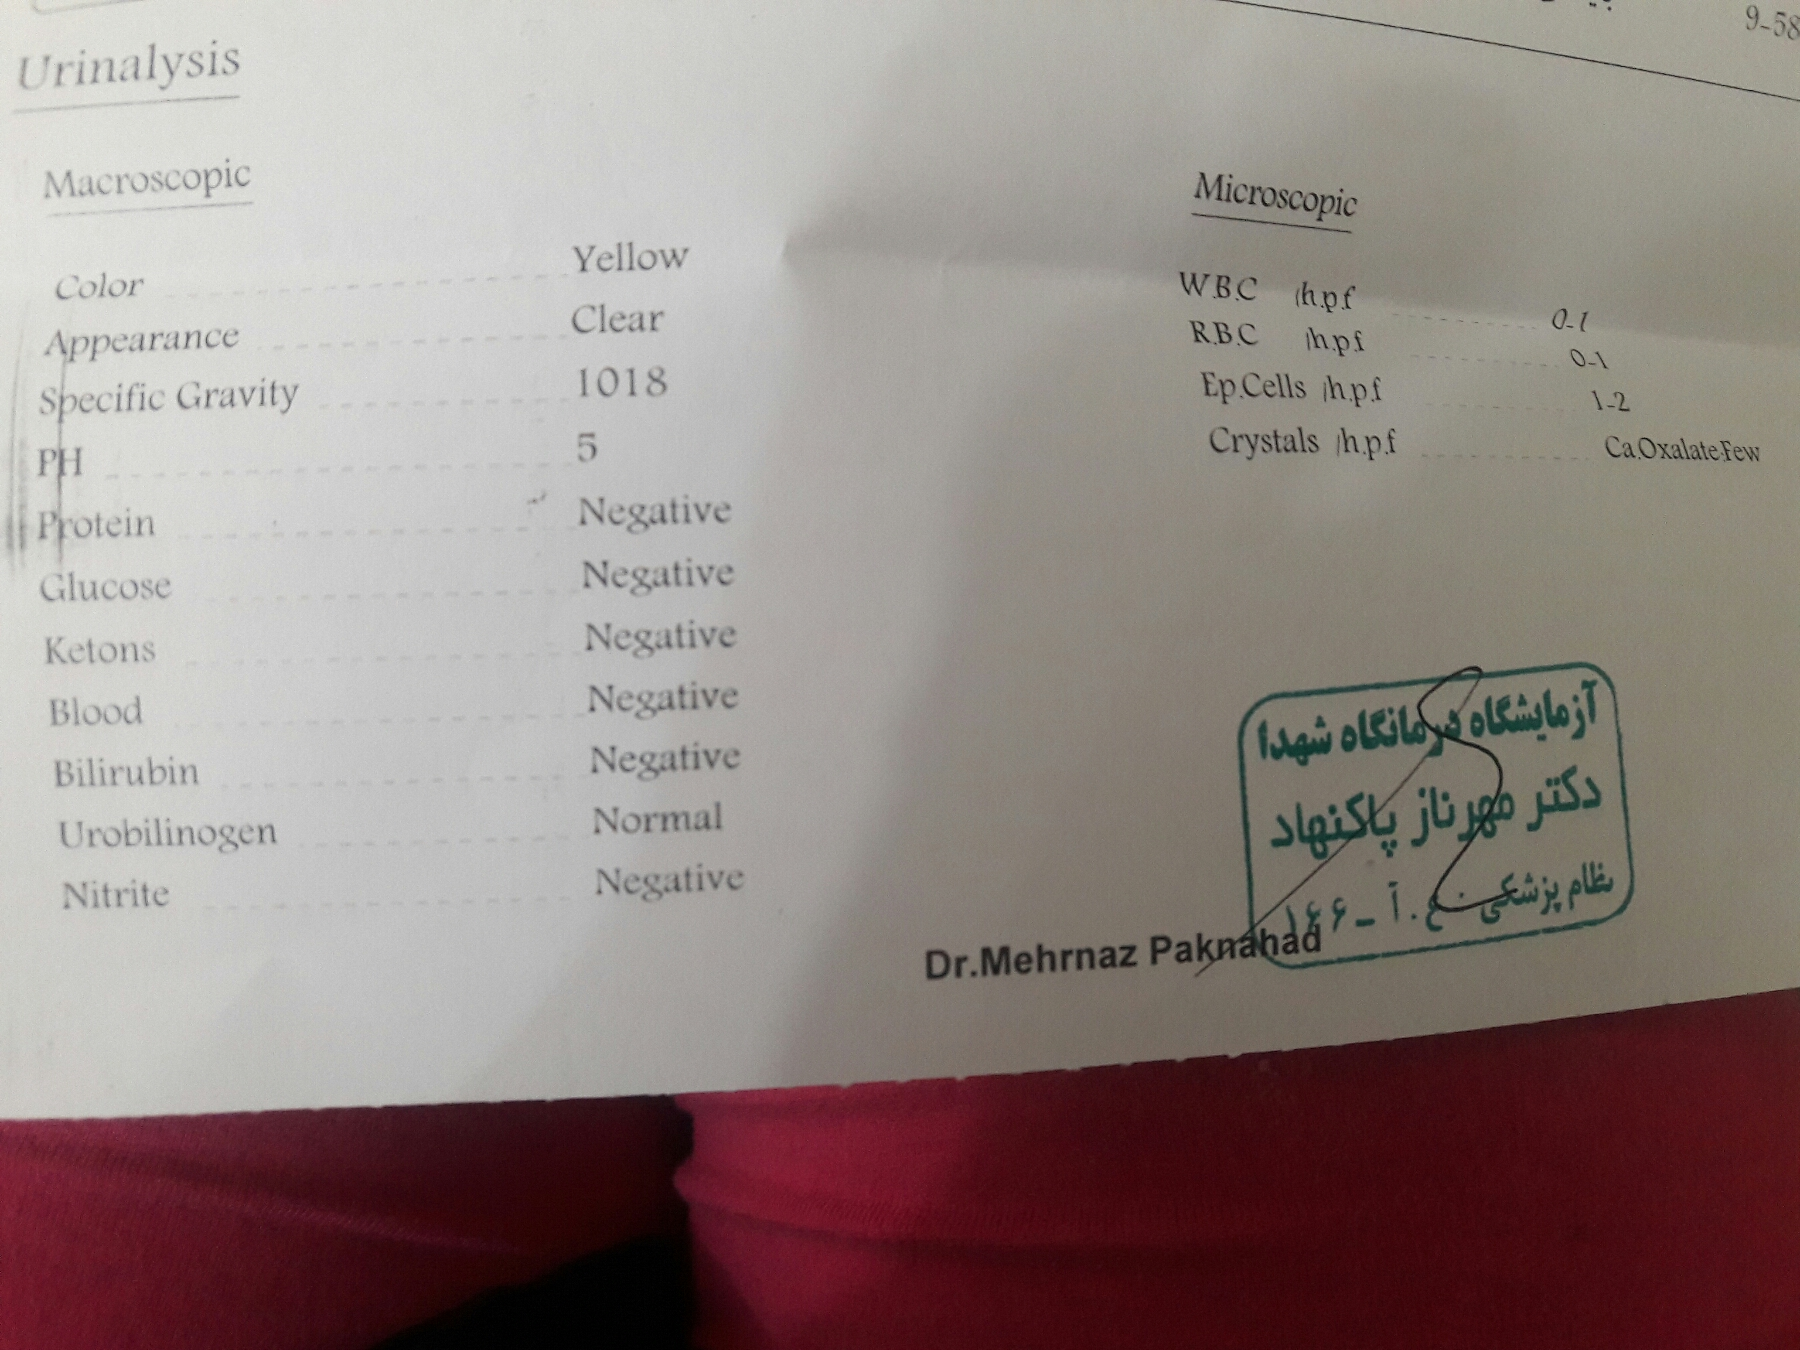 9-58
Urinalysis
Macroscopic
Color Yellow
Appearance Clear
Specific Gravity 1018
PH 5
Protein Negative
Glucose Negative
Ketons Negative
Blood Negative
Bilirubin Negative
Urobilinogen Normal
Nitrite Negative
Microscopic
W.B.C /h.p.f 0-1
R.B.C /h.p.f 0-1
Ep.Cells /h.p.f 1-2
Crystals /h.p.f Ca.Oxalate:Few
آزمایشگاه درمانگاه شهدا
دکتر مهرناز پاکنهاد
نظام پزشکی
Dr.Mehrnaz Paknahad